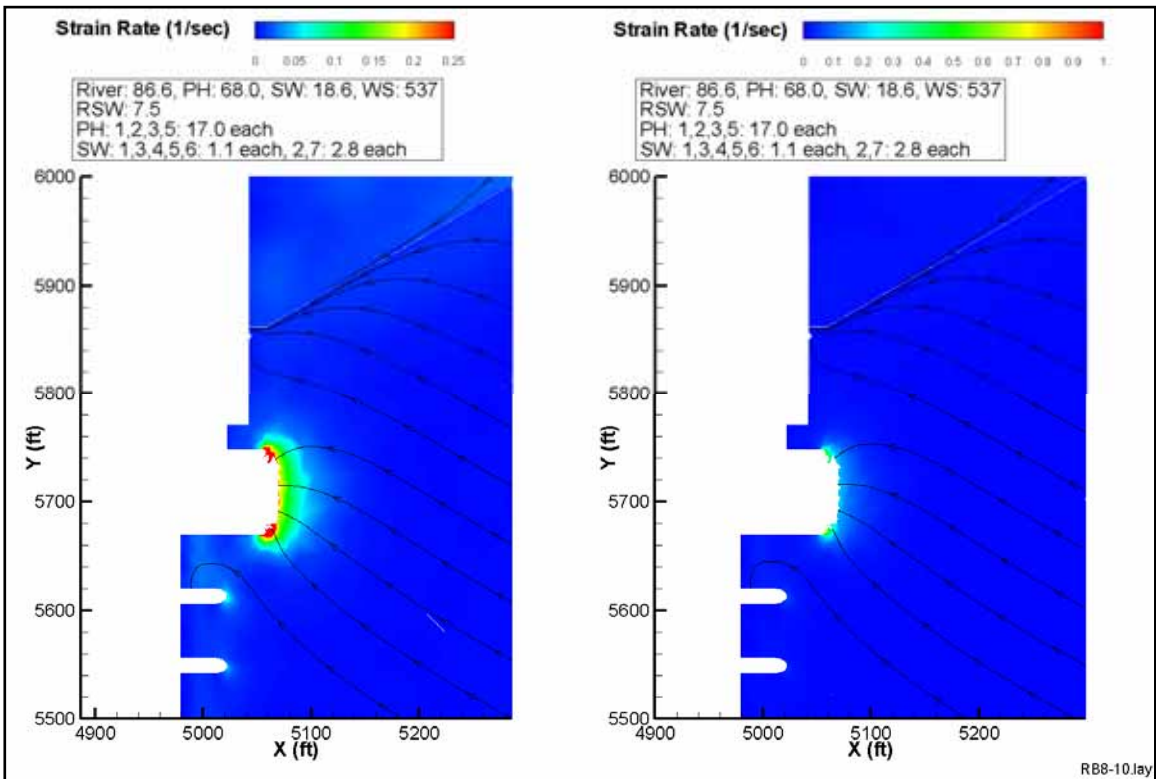 Strain Rate (1/sec)
0 0.05 0.1 0.15 0.2 0.25
River: 86.6, PH: 68.0, SW: 18.6, WS: 537
RSW: 7.5
PH: 1,2,3,5: 17.0 each
SW: 1,3,4,5,6: 1.1 each, 2,7: 2.8 each
6000
5900
5800
5700
5600
5500
Y (ft)
4900 5000 5100 5200
X (ft)
Strain Rate (1/sec)
0 0.1 0.2 0.3 0.4 0.5 0.6 0.7 0.8 0.9 1
River: 86.6, PH: 68.0, SW: 18.6, WS: 537
RSW: 7.5
PH: 1,2,3,5: 17.0 each
SW: 1,3,4,5,6: 1.1 each, 2,7: 2.8 each
6000
5900
5800
5700
5600
5500
Y (ft)
4900 5000 5100 5200
X (ft)
RB8-10.lay